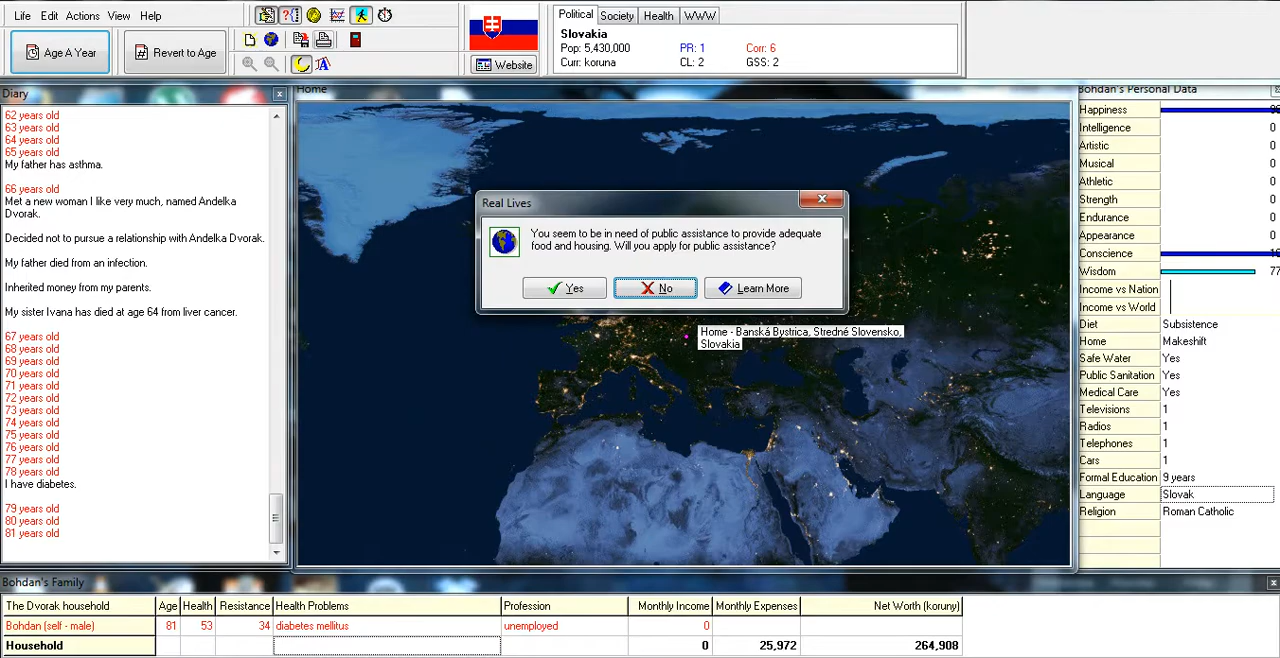 Life Edit Actions View Help
Age A Year
Revert to Age
Website
Political Society Health WWW
Slovakia
Pop: 5,430,000 PR: 1 Corr: 6
Curr: koruna CL: 2 GSS: 2
Diary
62 years old
63 years old
64 years old
65 years old
My father has asthma.
66 years old
Met a new woman I like very much, named Andelka
Dvorak.
Decided not to pursue a relationship with Andelka Dvorak.
My father died from an infection.
Inherited money from my parents.
My sister Ivana has died at age 64 from liver cancer.
67 years old
68 years old
69 years old
70 years old
71 years old
72 years old
73 years old
74 years old
75 years old
76 years old
77 years old
78 years old
I have diabetes.
79 years old
80 years old
81 years old
Home
Real Lives
You seem to be in need of public assistance to provide adequate
food and housing. Will you apply for public assistance?
Yes No Learn More
Home - Banská Bystrica, Stredné Slovensko,
Slovakia
Bohdan's Personal Data
Happiness
Intelligence 0
Artistic 0
Musical 0
Athletic 0
Strength 0
Endurance 0
Appearance 0
Conscience
Wisdom 77
Income vs Nation
Income vs World
Diet Subsistence
Home Makeshift
Safe Water Yes
Public Sanitation Yes
Medical Care Yes
Televisions 1
Radios 1
Telephones 1
Cars 1
Formal Education 9 years
Language Slovak
Religion Roman Catholic
Bohdan's Family
The Dvorak household Age Health Resistance Health Problems Profession Monthly Income Monthly Expenses Net Worth (koruny)
Bohdan (self - male) 81 53 34 diabetes mellitus unemployed 0
Household 0 25,972 264,908